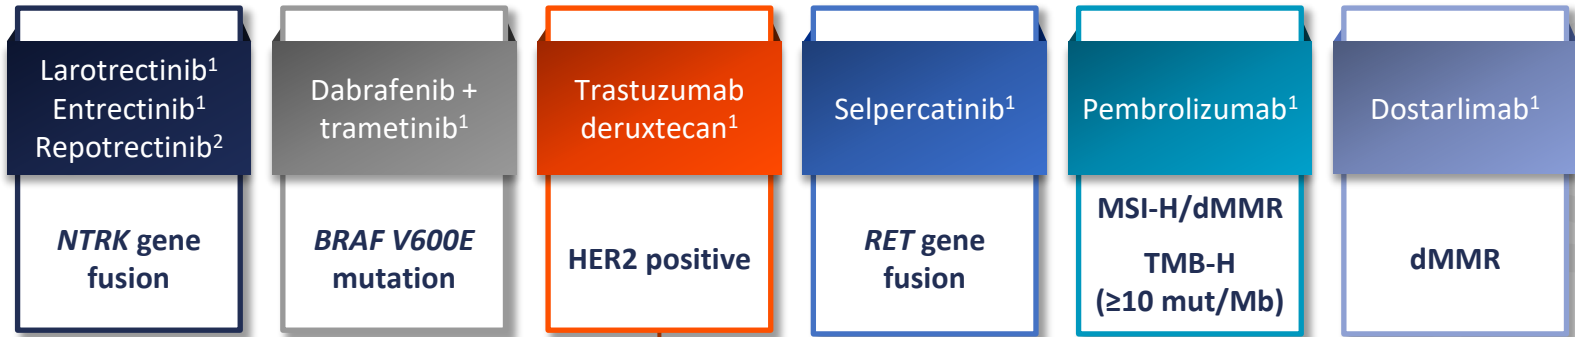 Larotrectinib¹
Entrectinib¹
Repotrectinib²
NTRK gene
fusion
Dabrafenib +
trametinib¹
BRAF V600E
mutation
Trastuzumab
deruxtecan¹
HER2 positive
Selpercatinib¹
RET gene
fusion
Pembrolizumab¹
MSI-H/dMMR
TMB-H
(≥10 mut/Mb)
Dostarlimab¹
dMMR